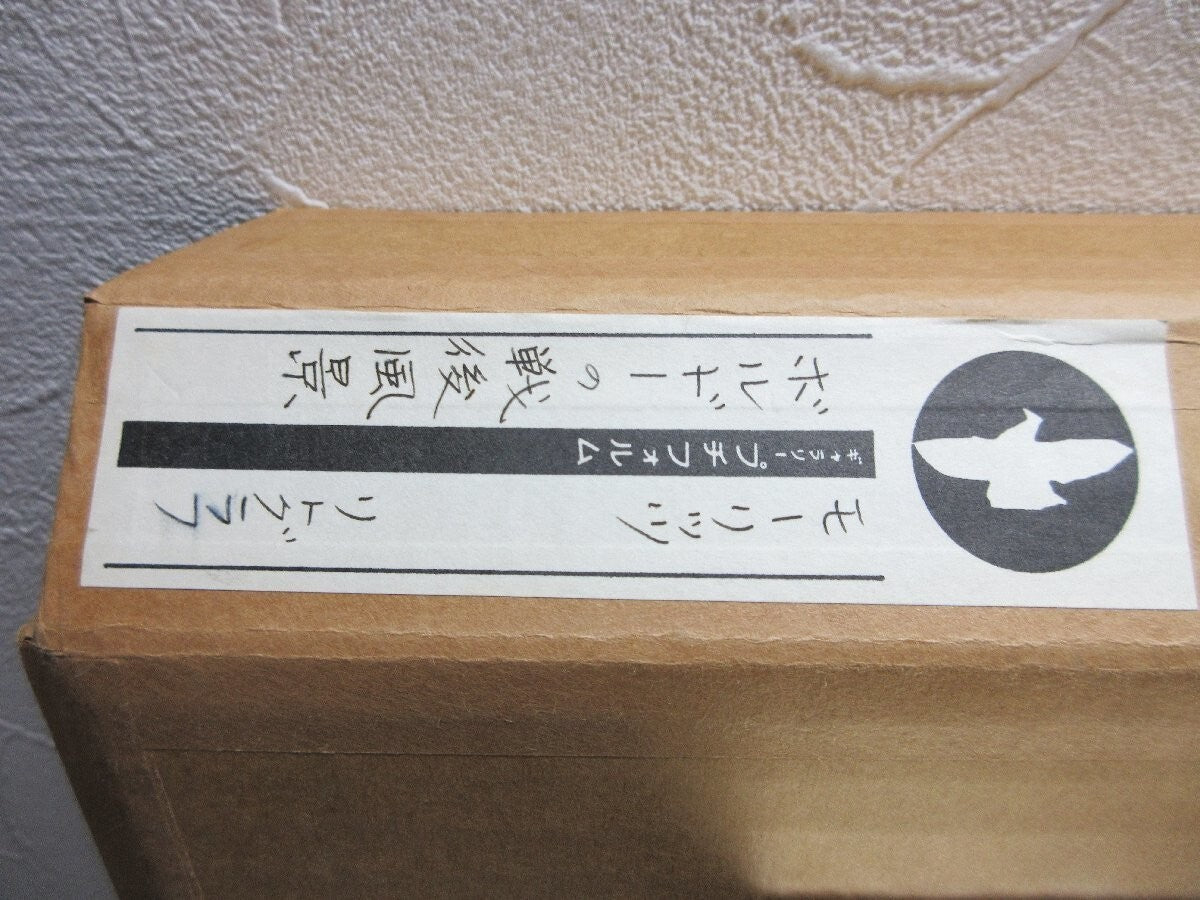 ボルドーの戦後風景
ギャラリープチフォルム
モーリッツ
リトグラフ